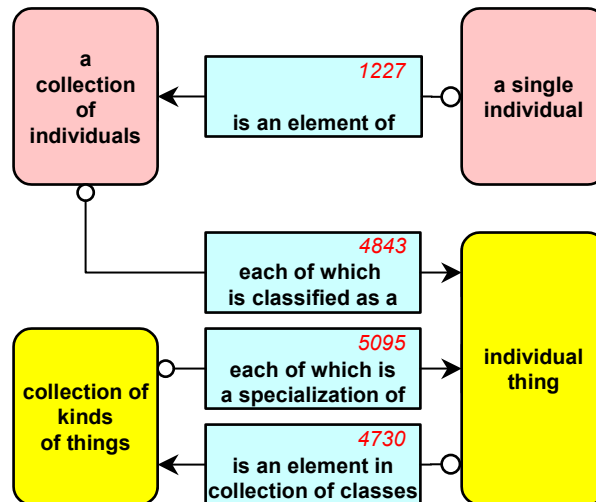 a
collection
of
individuals
1227
is an element of
a single
individual
4843
each of which
is classified as a
5095
each of which is
a specialization of
individual
thing
collection of
kinds
of things
4730
is an element in
collection of classes